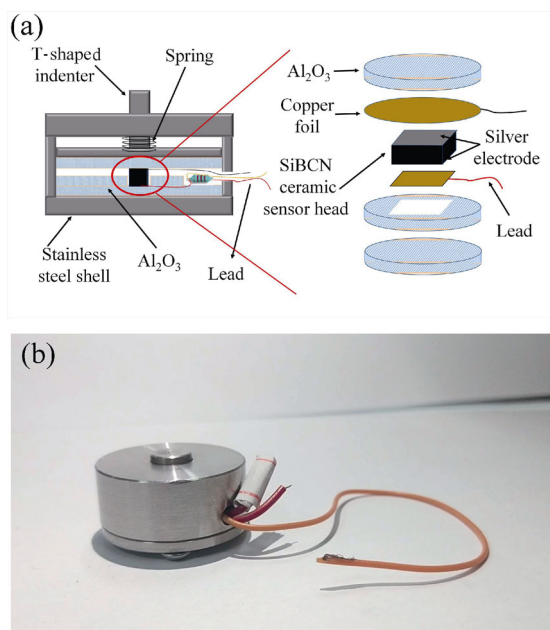 (a)
T-shaped
indenter
Spring
Al₂O₃
Copper
foil
SiBCN
ceramic
sensor head
Silver
electrode
Lead
Stainless
steel shell
Al₂O₃
Lead
(b)